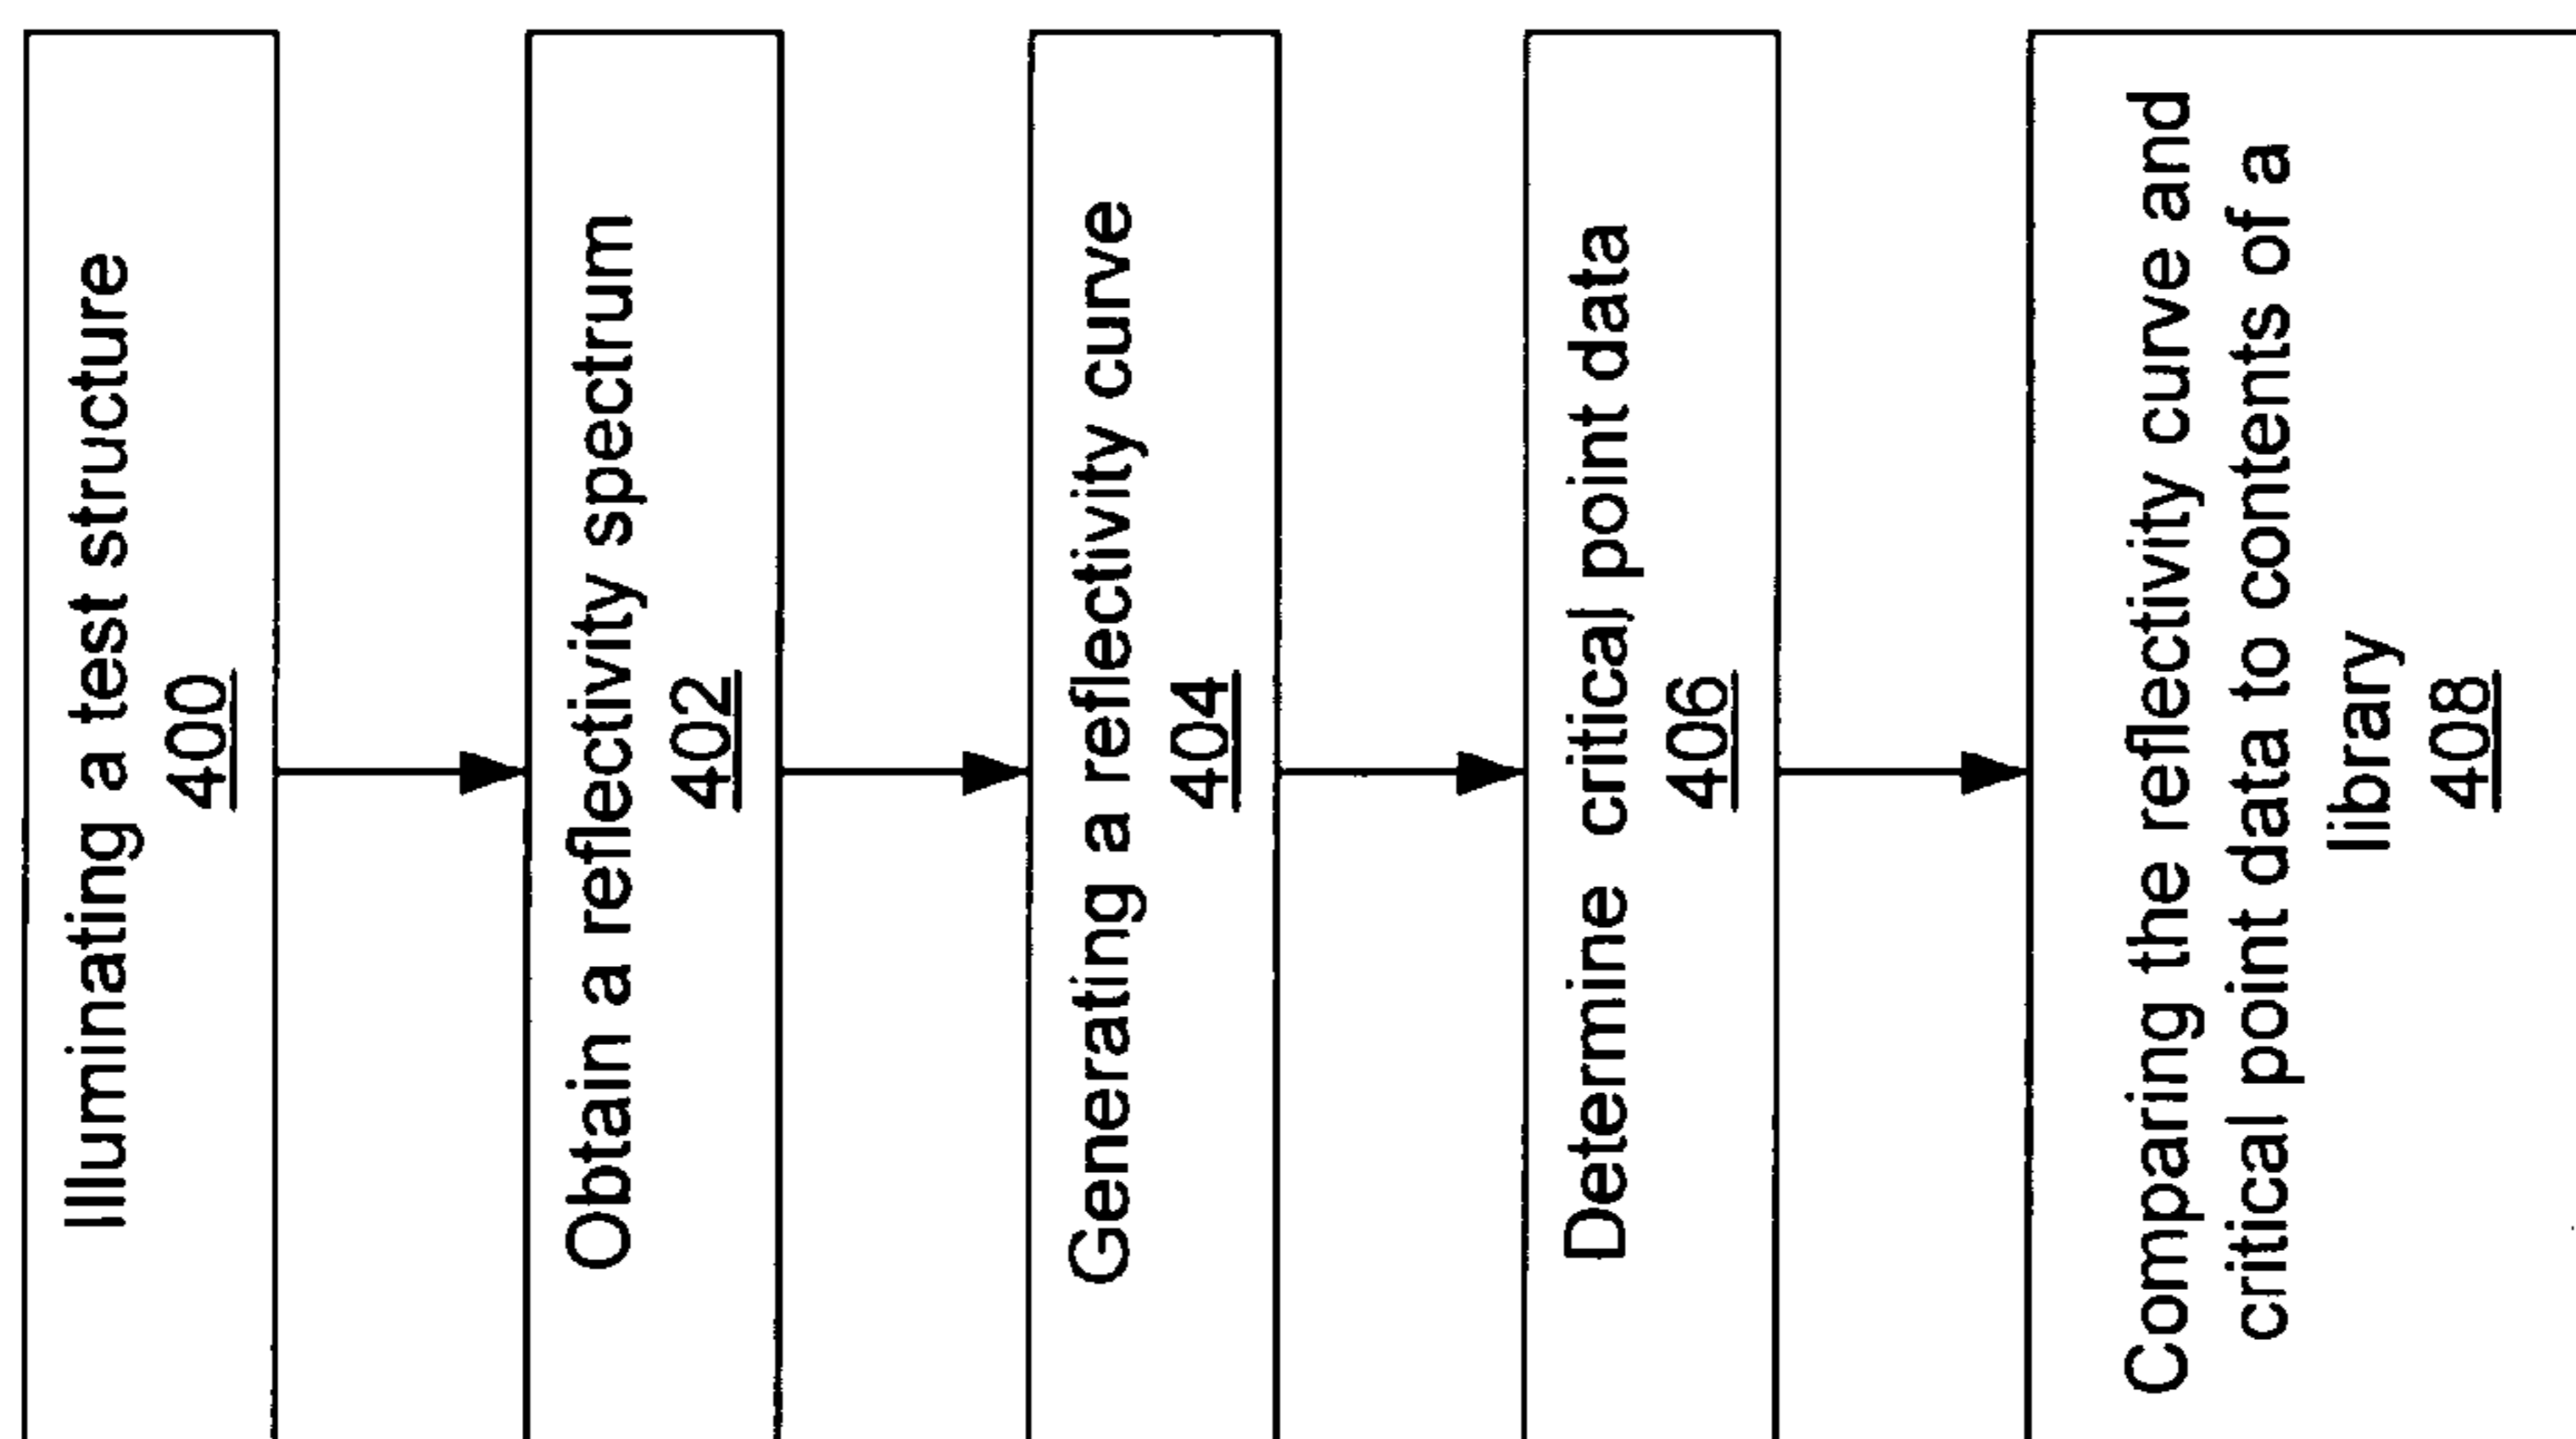 Illuminating a test structure
400
Obtain a reflectivity spectrum
402
Generating a reflectivity curve
404
Determine critical point data
406
Comparing the reflectivity curve and
critical point data to contents of a
library
408